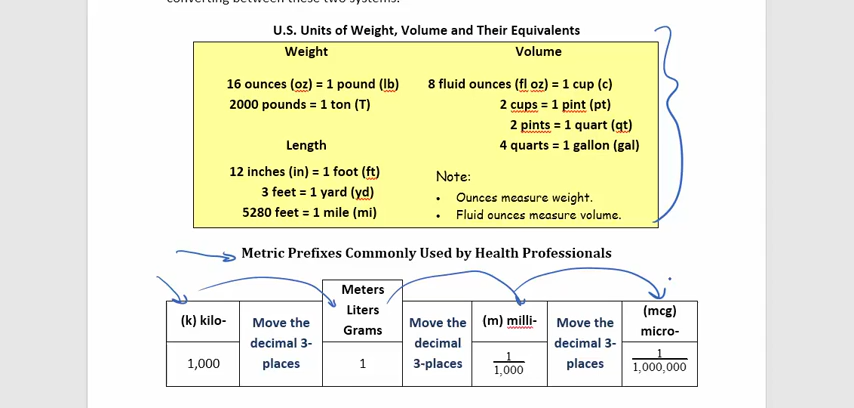 converting between these two systems.
U.S. Units of Weight, Volume and Their Equivalents
Weight
16 ounces (oz) = 1 pound (lb)
2000 pounds = 1 ton (T)
Length
12 inches (in) = 1 foot (ft)
3 feet = 1 yard (yd)
5280 feet = 1 mile (mi)
Volume
8 fluid ounces (fl oz) = 1 cup (c)
2 cups = 1 pint (pt)
2 pints = 1 quart (qt)
4 quarts = 1 gallon (gal)
Note:
• Ounces measure weight.
• Fluid ounces measure volume.
Metric Prefixes Commonly Used by Health Professionals
(k) kilo-
1,000
Move the
decimal 3-
places
Meters
Liters
Grams
1
Move the
decimal
3-places
(m) milli-
1
1,000
Move the
decimal 3-
places
(mcg)
micro-
1
1,000,000